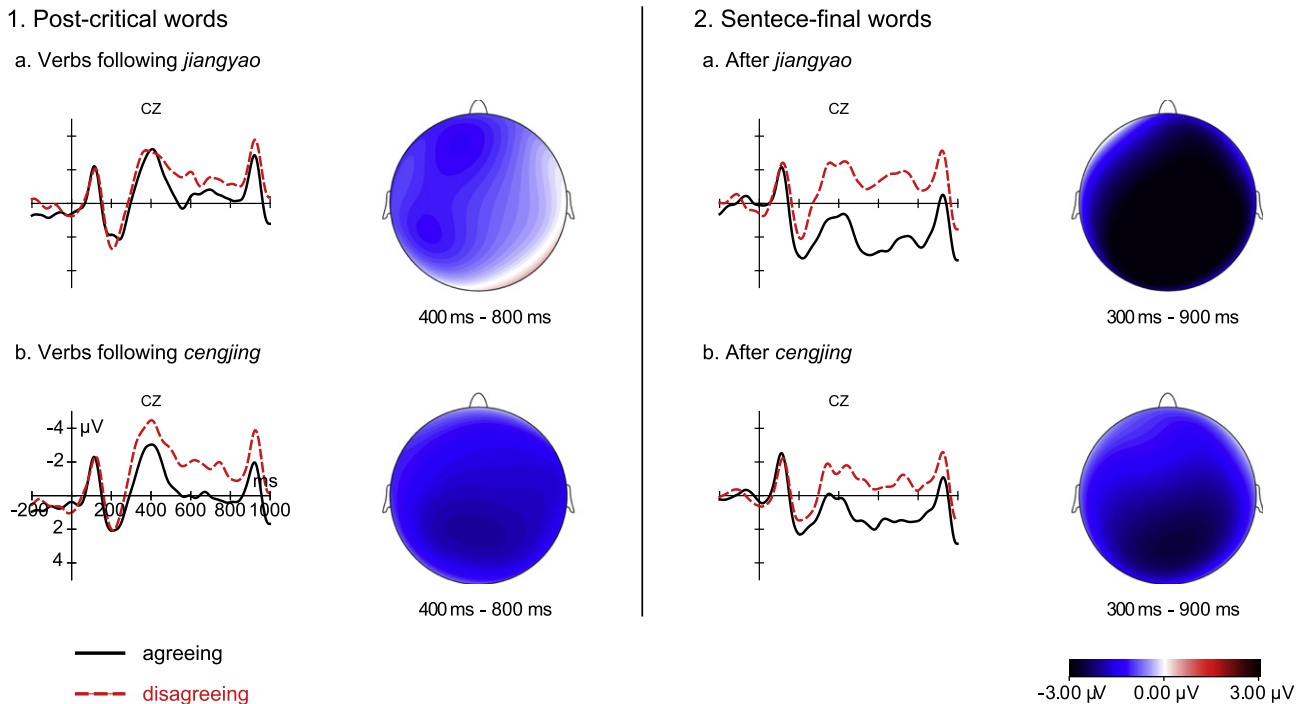 1. Post-critical words
a. Verbs following jiangyao
CZ
400 ms - 800 ms
b. Verbs following cengjing
CZ
-4
µV
-2
ms
-200
200
400
600
800
1000
2
4
400 ms - 800 ms
agreeing
disagreeing
2. Sentece-final words
a. After jiangyao
CZ
300 ms - 900 ms
b. After cengjing
CZ
300 ms - 900 ms
-3.00 µV
0.00 µV
3.00 µV